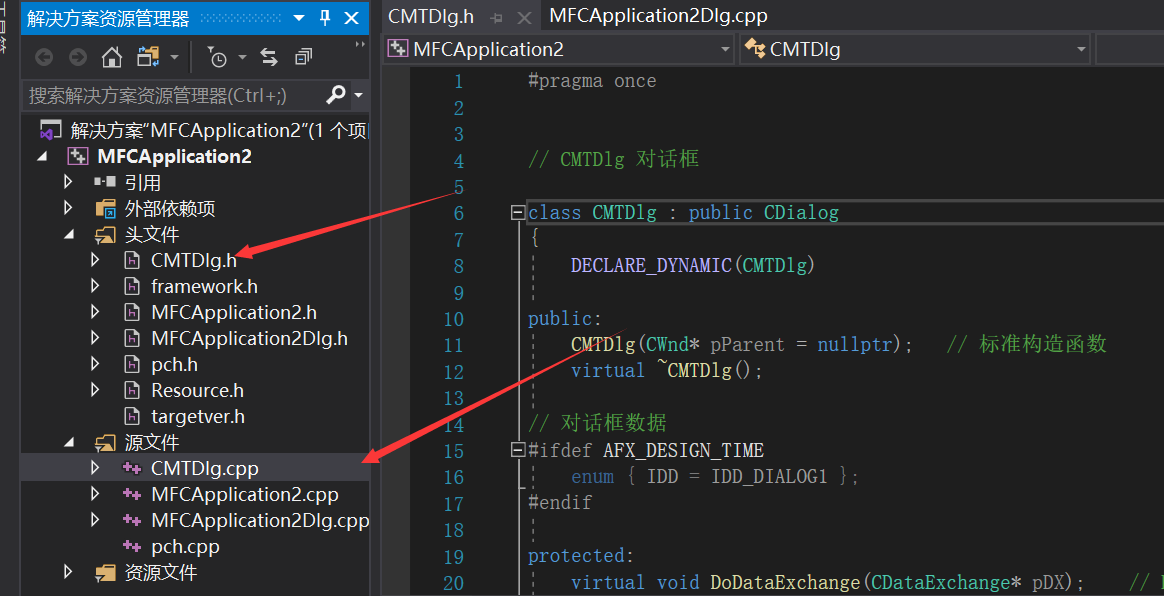 解决方案资源管理器
搜索解决方案资源管理器(Ctrl+;)
解决方案"MFCApplication2"(1 个项
MFCApplication2
引用
外部依赖项
头文件
CMTDlg.h
framework.h
MFCApplication2.h
MFCApplication2Dlg.h
pch.h
Resource.h
targetver.h
源文件
CMTDlg.cpp
MFCApplication2.cpp
MFCApplication2Dlg.cpp
pch.cpp
资源文件
CMTDlg.h MFCApplication2Dlg.cpp
MFCApplication2 CMTDlg
1 #pragma once
2
3
4 // CMTDlg 对话框
5
6 class CMTDlg : public CDialog
7 {
8 DECLARE_DYNAMIC(CMTDlg)
9
10 public:
11 CMTDlg(CWnd* pParent = nullptr); // 标准构造函数
12 virtual ~CMTDlg();
13
14 // 对话框数据
15 #ifdef AFX_DESIGN_TIME
16 enum { IDD = IDD_DIALOG1 };
17 #endif
18
19 protected:
20 virtual void DoDataExchange(CDataExchange* pDX); //